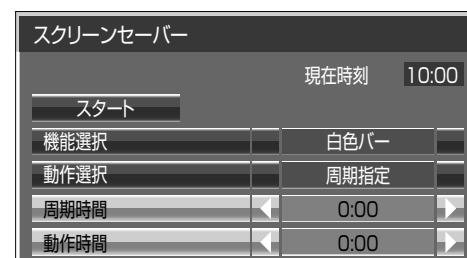 スクリーンセーバー
現在時刻 10:00
スタート
機能選択 白色バー
動作選択 周期指定
周期時間 0:00
動作時間 0:00